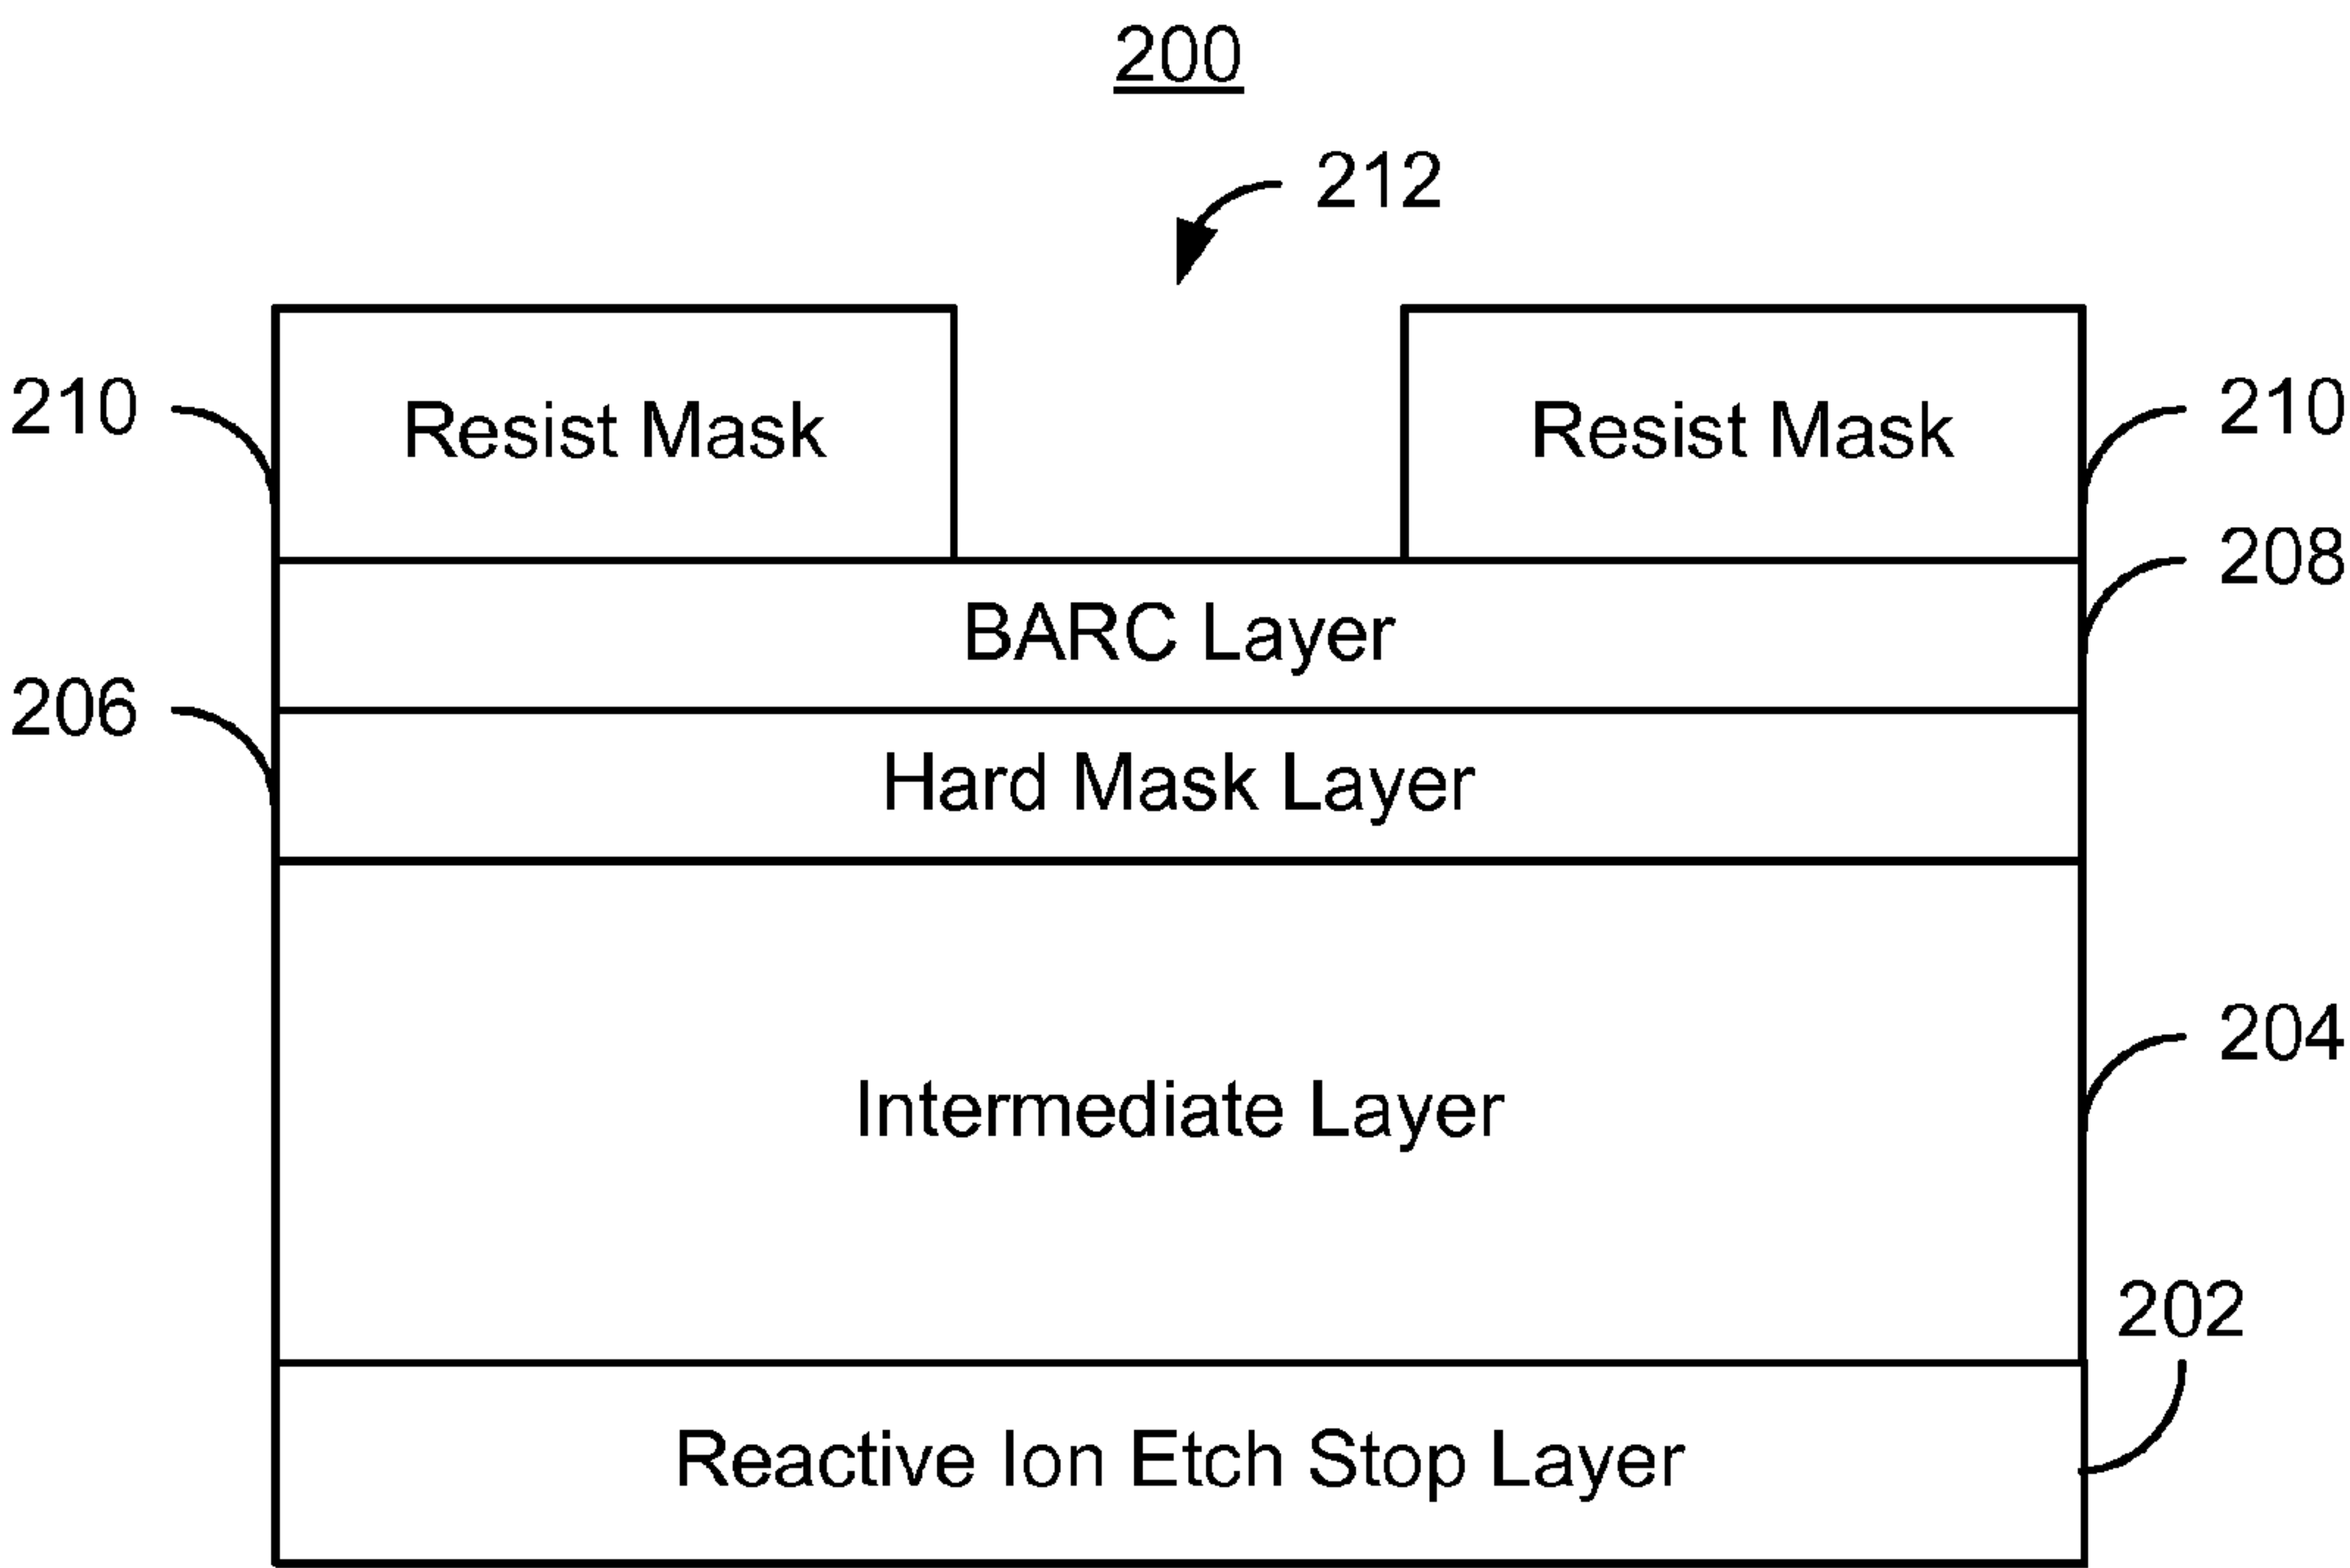 200
212
210
Resist Mask
Resist Mask
210
208
BARC Layer
206
Hard Mask Layer
204
Intermediate Layer
202
Reactive Ion Etch Stop Layer